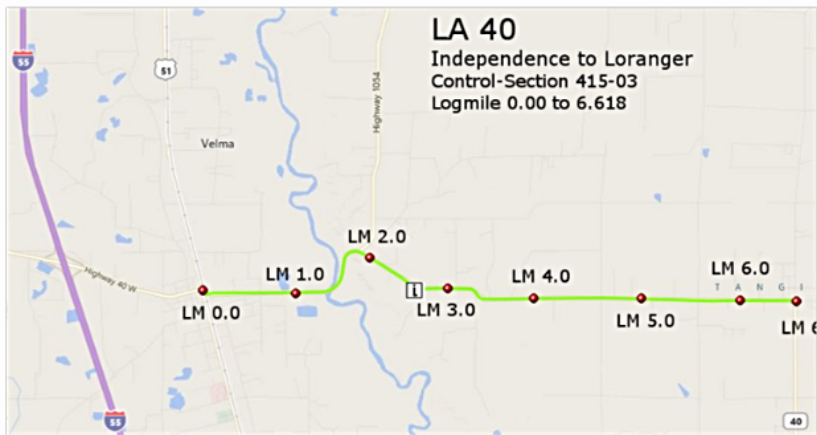 LA 40
Independence to Loranger
Control-Section 415-03
Logmile 0.00 to 6.618
55
51
Highway 1054
Velma
LM 2.0
LM 1.0
LM 4.0
LM 6.0
Highway 40 W
i
T A N G I
LM 0.0
LM 3.0
LM 5.0
LM 6
55
40